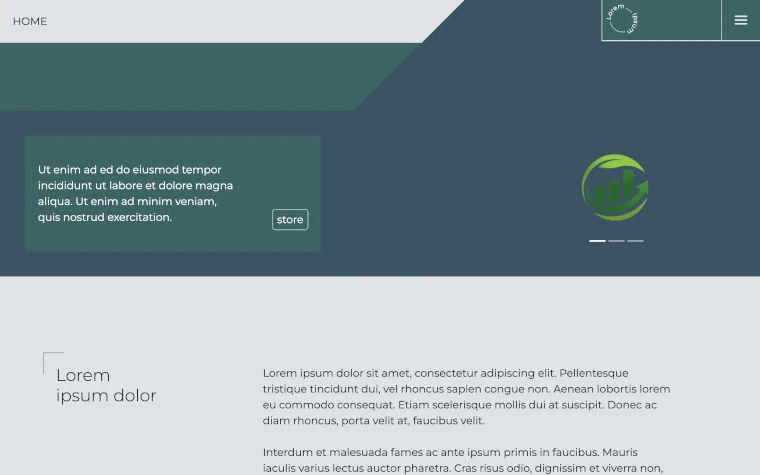 HOME
Lorem ipsum
Ut enim ad ed do eiusmod tempor
incididunt ut labore et dolore magna
aliqua. Ut enim ad minim veniam,
quis nostrud exercitation.
store
Lorem
ipsum dolor
Lorem ipsum dolor sit amet, consectetur adipiscing elit. Pellentesque
tristique tincidunt dui, vel rhoncus sapien congue non. Aenean lobortis lorem
eu commodo consequat. Etiam scelerisque mollis dui at suscipit. Donec ac
diam rhoncus, porta velit at, faucibus velit.
Interdum et malesuada fames ac ante ipsum primis in faucibus. Mauris
iaculis varius lectus auctor pharetra. Cras risus odio, dignissim et viverra non,